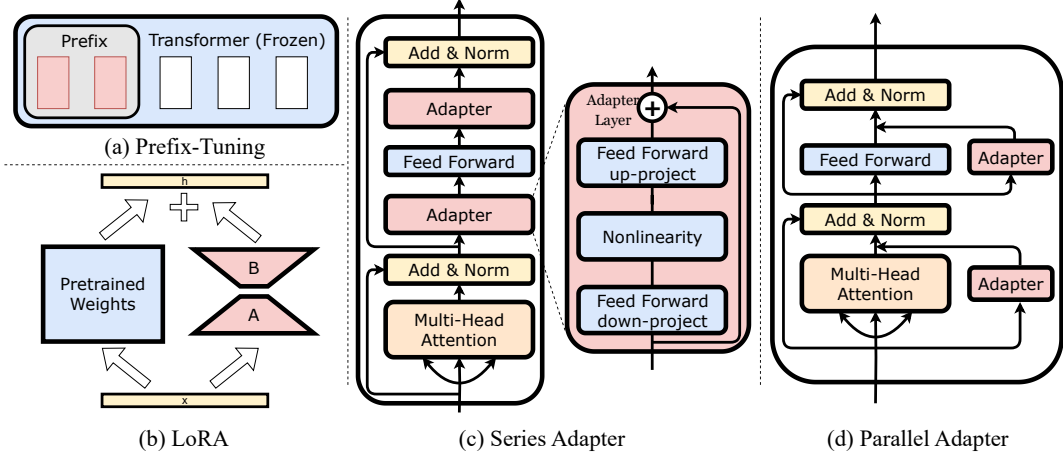 Prefix
Transformer (Frozen)
(a) Prefix-Tuning
h
Pretrained
Weights
B
A
x
(b) LoRA
Add & Norm
Adapter
Feed Forward
Adapter
Add & Norm
Multi-Head
Attention
Adapter
Layer
+
Feed Forward
up-project
Nonlinearity
Feed Forward
down-project
(c) Series Adapter
Add & Norm
Feed Forward
Adapter
Add & Norm
Multi-Head
Attention
Adapter
(d) Parallel Adapter